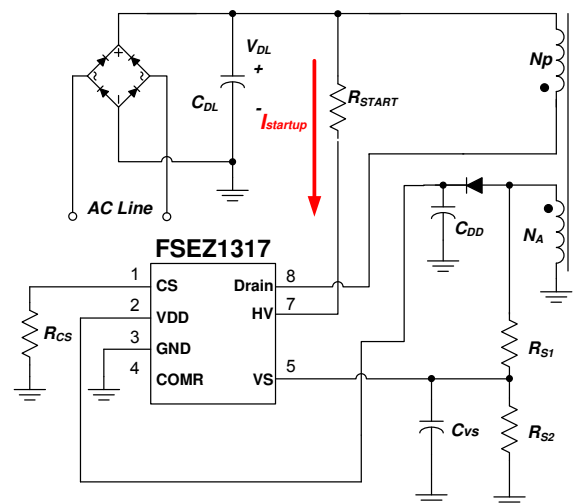 V_DL
+
Np
C_DL
-
I_startup
R_START
AC Line
C_DD
N_A
FSEZ1317
1 CS Drain 8
2 VDD HV 7
3 GND
4 COMR VS 5
R_CS
R_S1
C_VS
R_S2